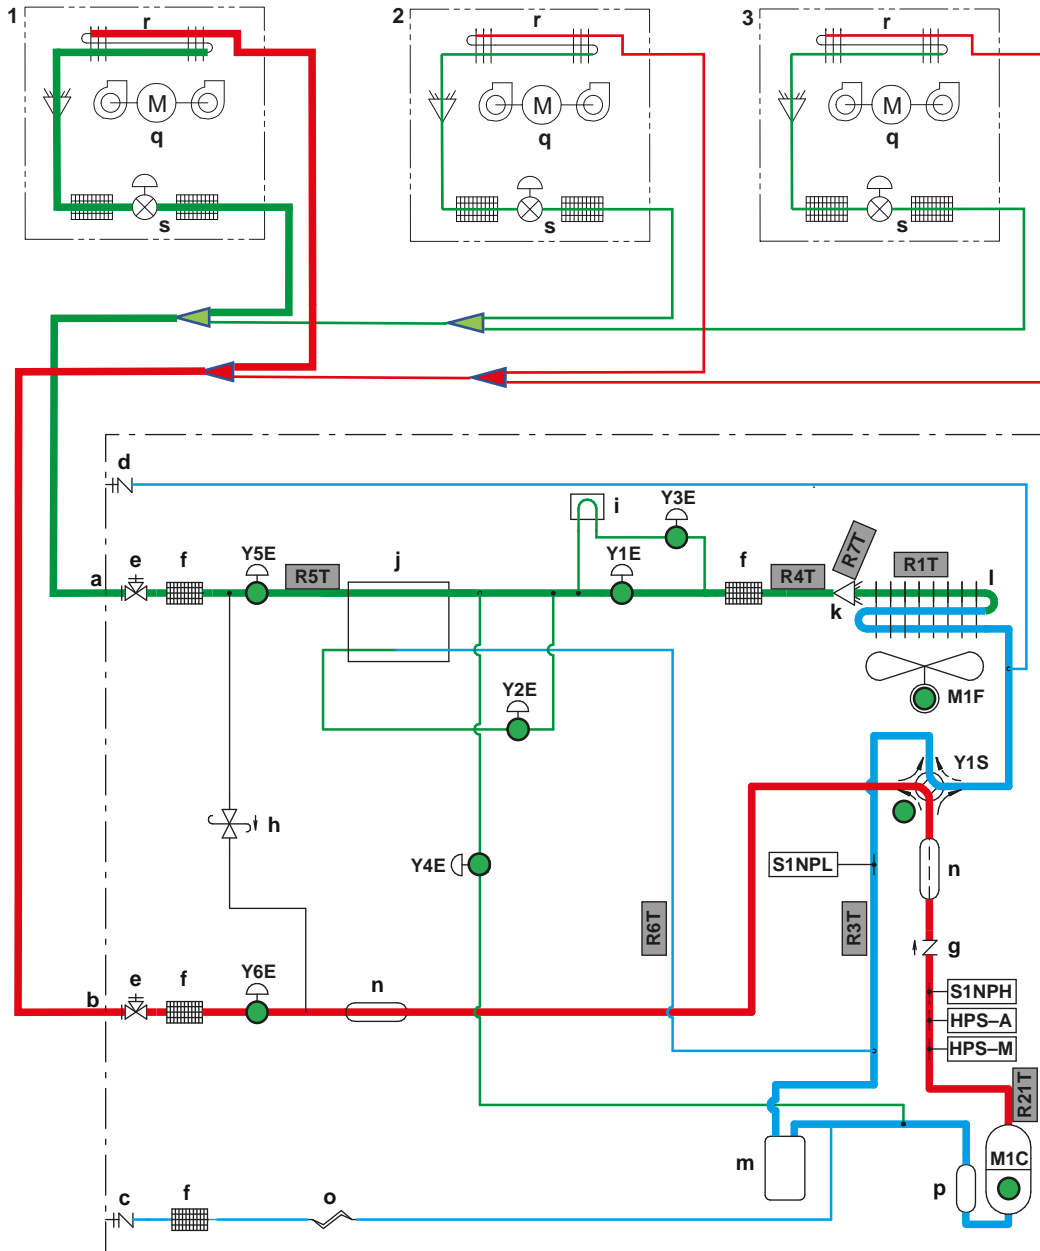 1
r
M
q
s
2
r
M
q
s
3
r
M
q
s
d
i
Y3E
e
f
Y5E
R5T
j
Y1E
f
R4T
R7T
R1T
l
a
k
Y2E
M1F
Y1S
h
Y4E
S1NPL
n
R6T
R3T
g
e
f
Y6E
n
b
S1NPH
HPS–A
HPS–M
R21T
m
M1C
p
c
f
o